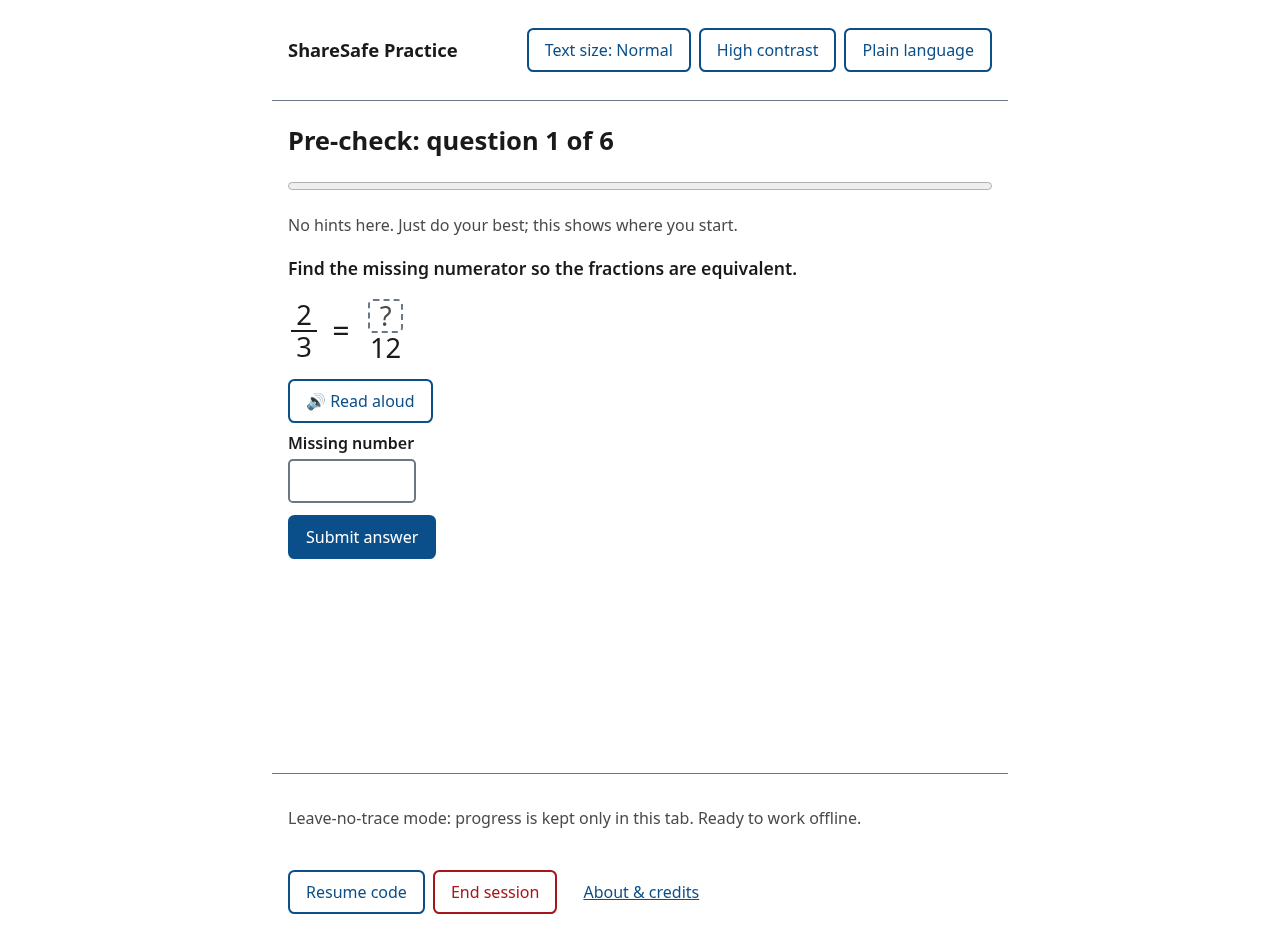 ShareSafe Practice
Text size: Normal
High contrast
Plain language
Pre-check: question 1 of 6
No hints here. Just do your best; this shows where you start.
Find the missing numerator so the fractions are equivalent.
2
3
=
?
12
🔊 Read aloud
Missing number
Submit answer
Leave-no-trace mode: progress is kept only in this tab. Ready to work offline.
Resume code
End session
About & credits